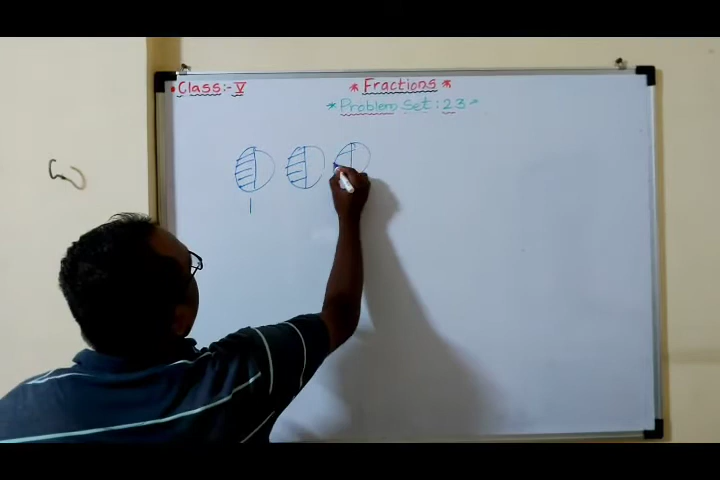 • Class:- V
* Fractions *
* Problem Set : 23 *
1